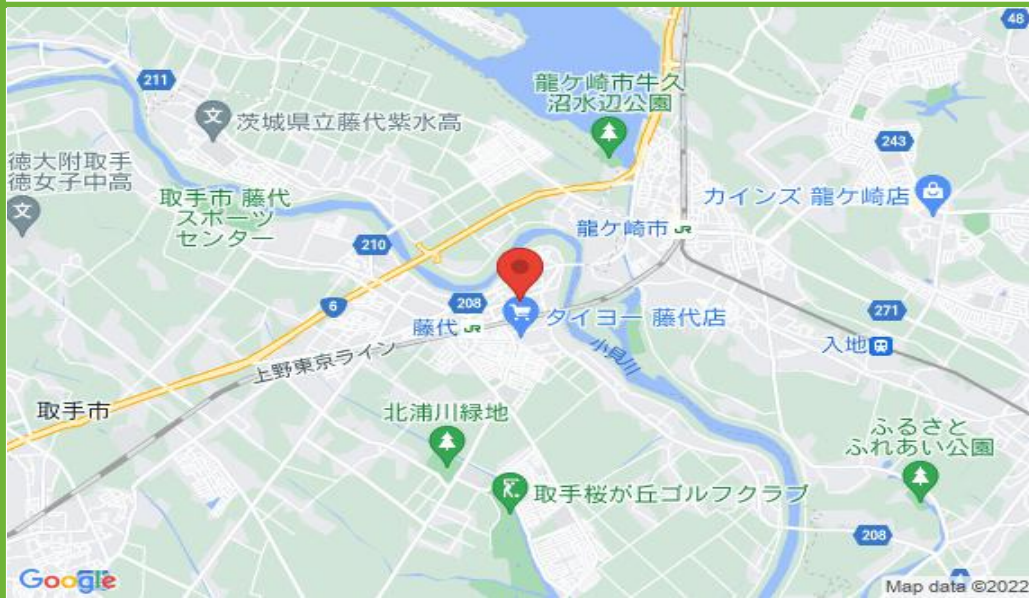 48
211
龍ケ崎市牛久
沼水辺公園
文
茨城県立藤代紫水高
243
徳大附取手
徳女子中高
文
取手市 藤代
スポーツ
センター
カインズ 龍ケ崎店
龍ケ崎市 JR
210
6
208
271
藤代 JR
タイヨー 藤代店
入地
小貝川
上野東京ライン
取手市
北浦川緑地
ふるさと
ふれあい公園
取手桜が丘ゴルフクラブ
208
Google
Map data ©2022